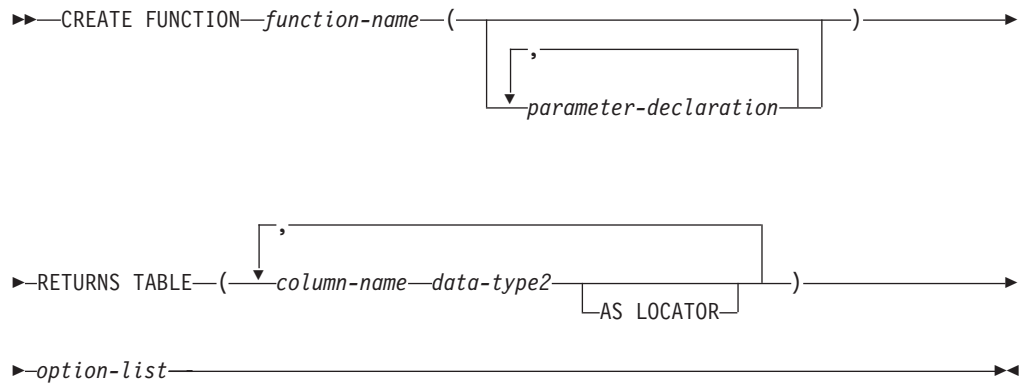 CREATE FUNCTION function-name ( )
,
parameter-declaration
,
RETURNS TABLE ( column-name data-type2 )
AS LOCATOR
option-list